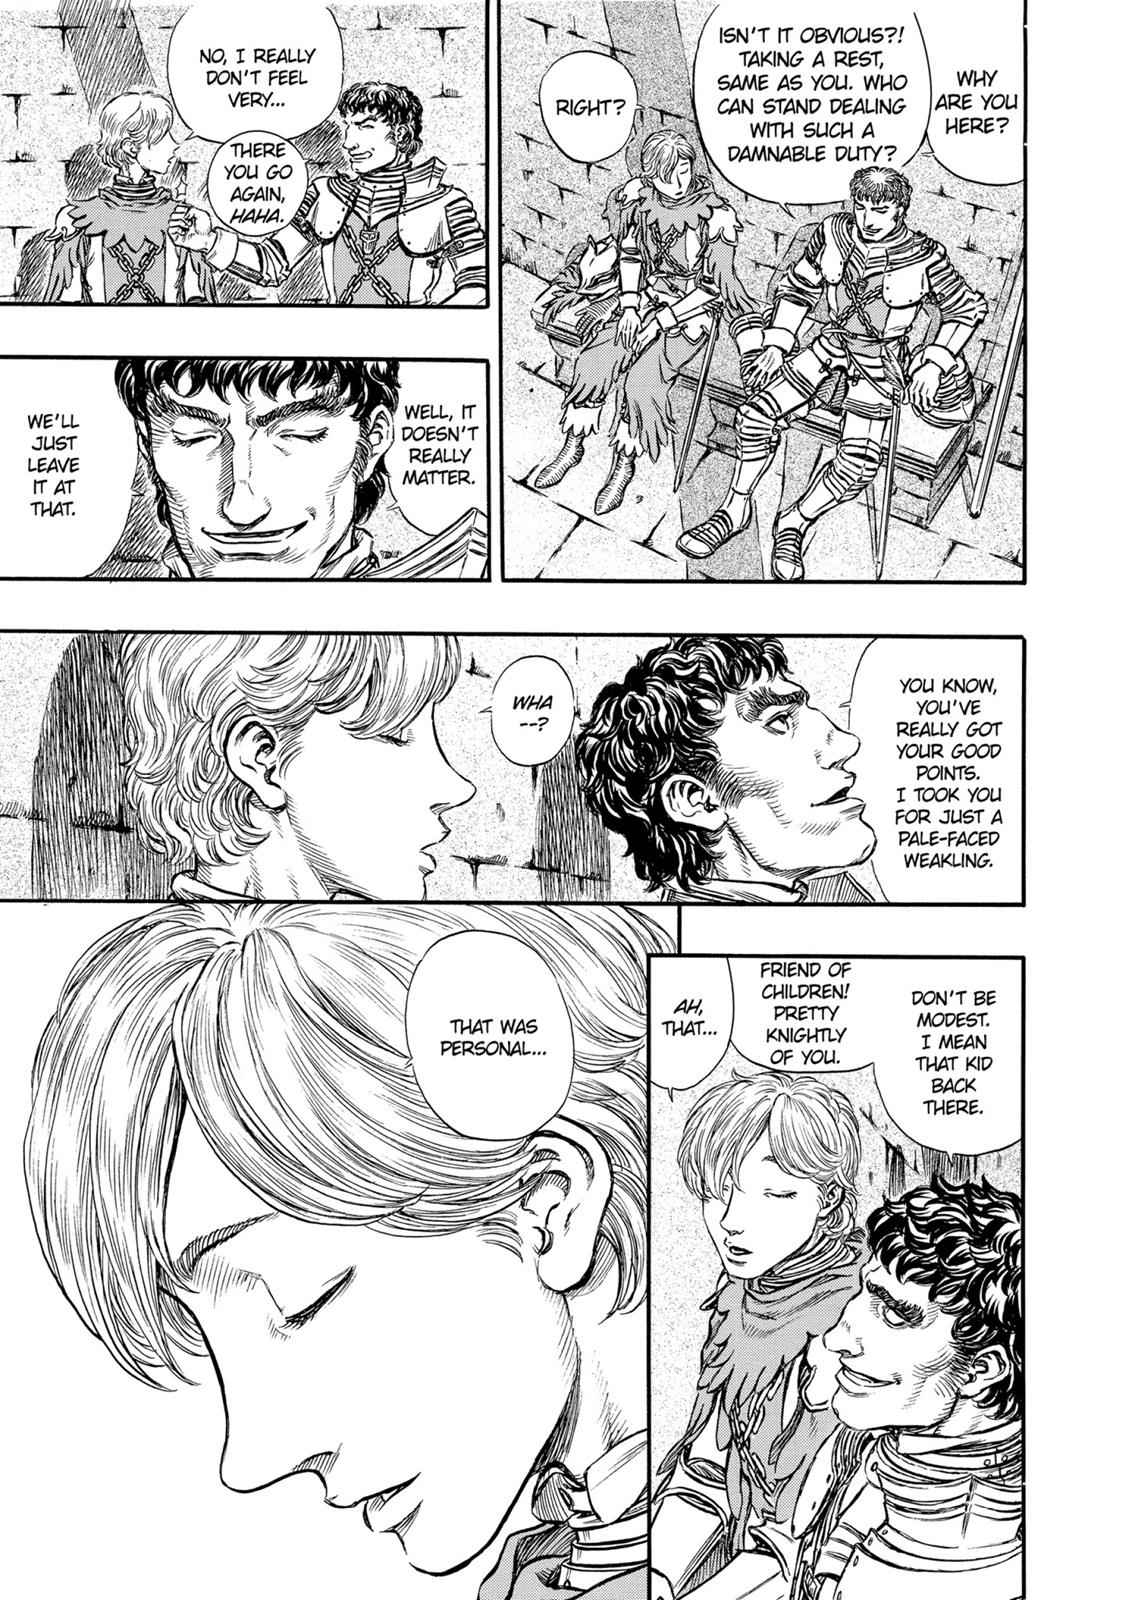 WHY
ARE YOU
HERE?
ISN'T IT OBVIOUS?!
TAKING A REST,
SAME AS YOU. WHO
CAN STAND DEALING
WITH SUCH A
DAMNABLE DUTY?
RIGHT?
NO, I REALLY
DON'T FEEL
VERY...
THERE
YOU GO
AGAIN,
HAHA.
WELL, IT
DOESN'T
REALLY
MATTER.
WE'LL
JUST
LEAVE
IT AT
THAT.
YOU KNOW,
YOU'VE
REALLY GOT
YOUR GOOD
POINTS.
I TOOK YOU
FOR JUST A
PALE-FACED
WEAKLING.
WHA
--?
DON'T BE
MODEST.
I MEAN
THAT KID
BACK
THERE.
FRIEND OF
CHILDREN!
PRETTY
KNIGHTLY
OF YOU.
AH,
THAT...
THAT WAS
PERSONAL...